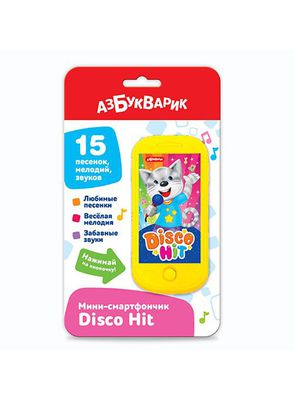 АЗБУКВАРИК
15
песенок,
мелодий,
звуков
Любимые
песенки
Весёлая
мелодия
Забавные
звуки
Нажимай
на кнопочку!
Disco
Hit
Мини-смартфончик
Disco Hit